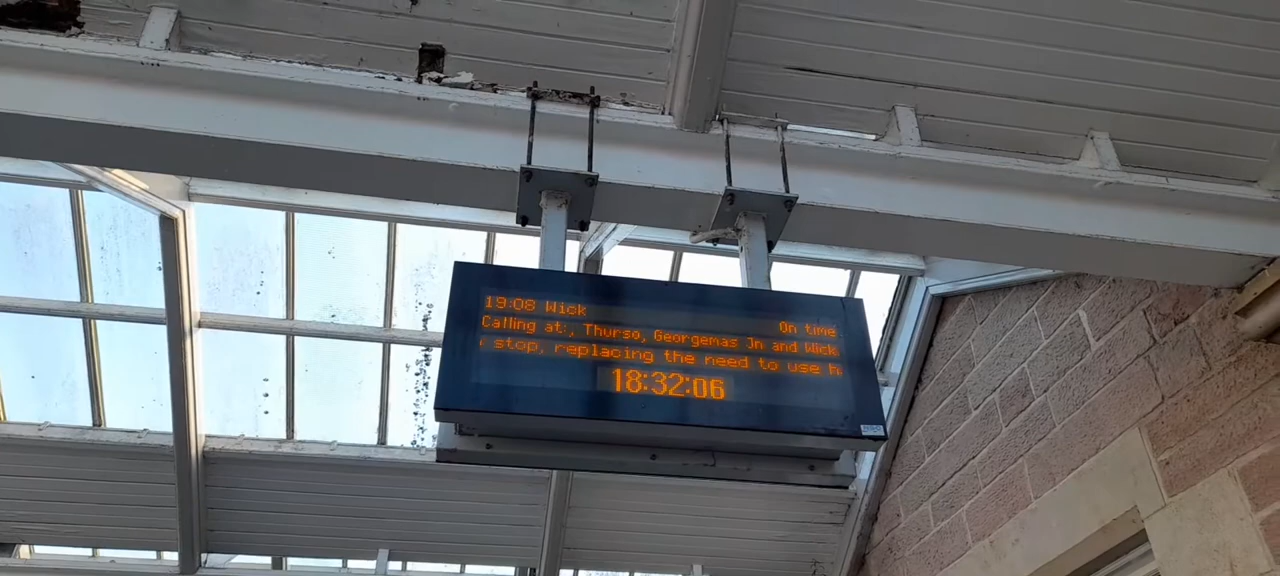 19:08 Wick
On time
Calling at:, Thurso, Georgemas Jn and Wick.
stop, replacing the need to use
18:32:06